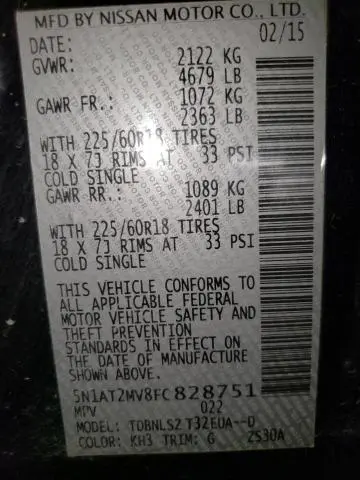 MFD BY NISSAN MOTOR CO., LTD.
DATE: 02/15
GVWR: 2122 KG
4679 LB
GAWR FR.: 1072 KG
2363 LB
WITH 225/60R18 TIRES
18 X 7J RIMS AT 33 PSI
COLD SINGLE
GAWR RR.: 1089 KG
2401 LB
WITH 225/60R18 TIRES
18 X 7J RIMS AT 33 PSI
COLD SINGLE
THIS VEHICLE CONFORMS TO
ALL APPLICABLE FEDERAL
MOTOR VEHICLE SAFETY AND
THEFT PREVENTION
STANDARDS IN EFFECT ON
THE DATE OF MANUFACTURE
SHOWN ABOVE.
5N1AT2MV8FC828751
MPV 022
MODEL: TDBNLS2 T32EUA--D
COLOR: KH3 TRIM: G 2S30A